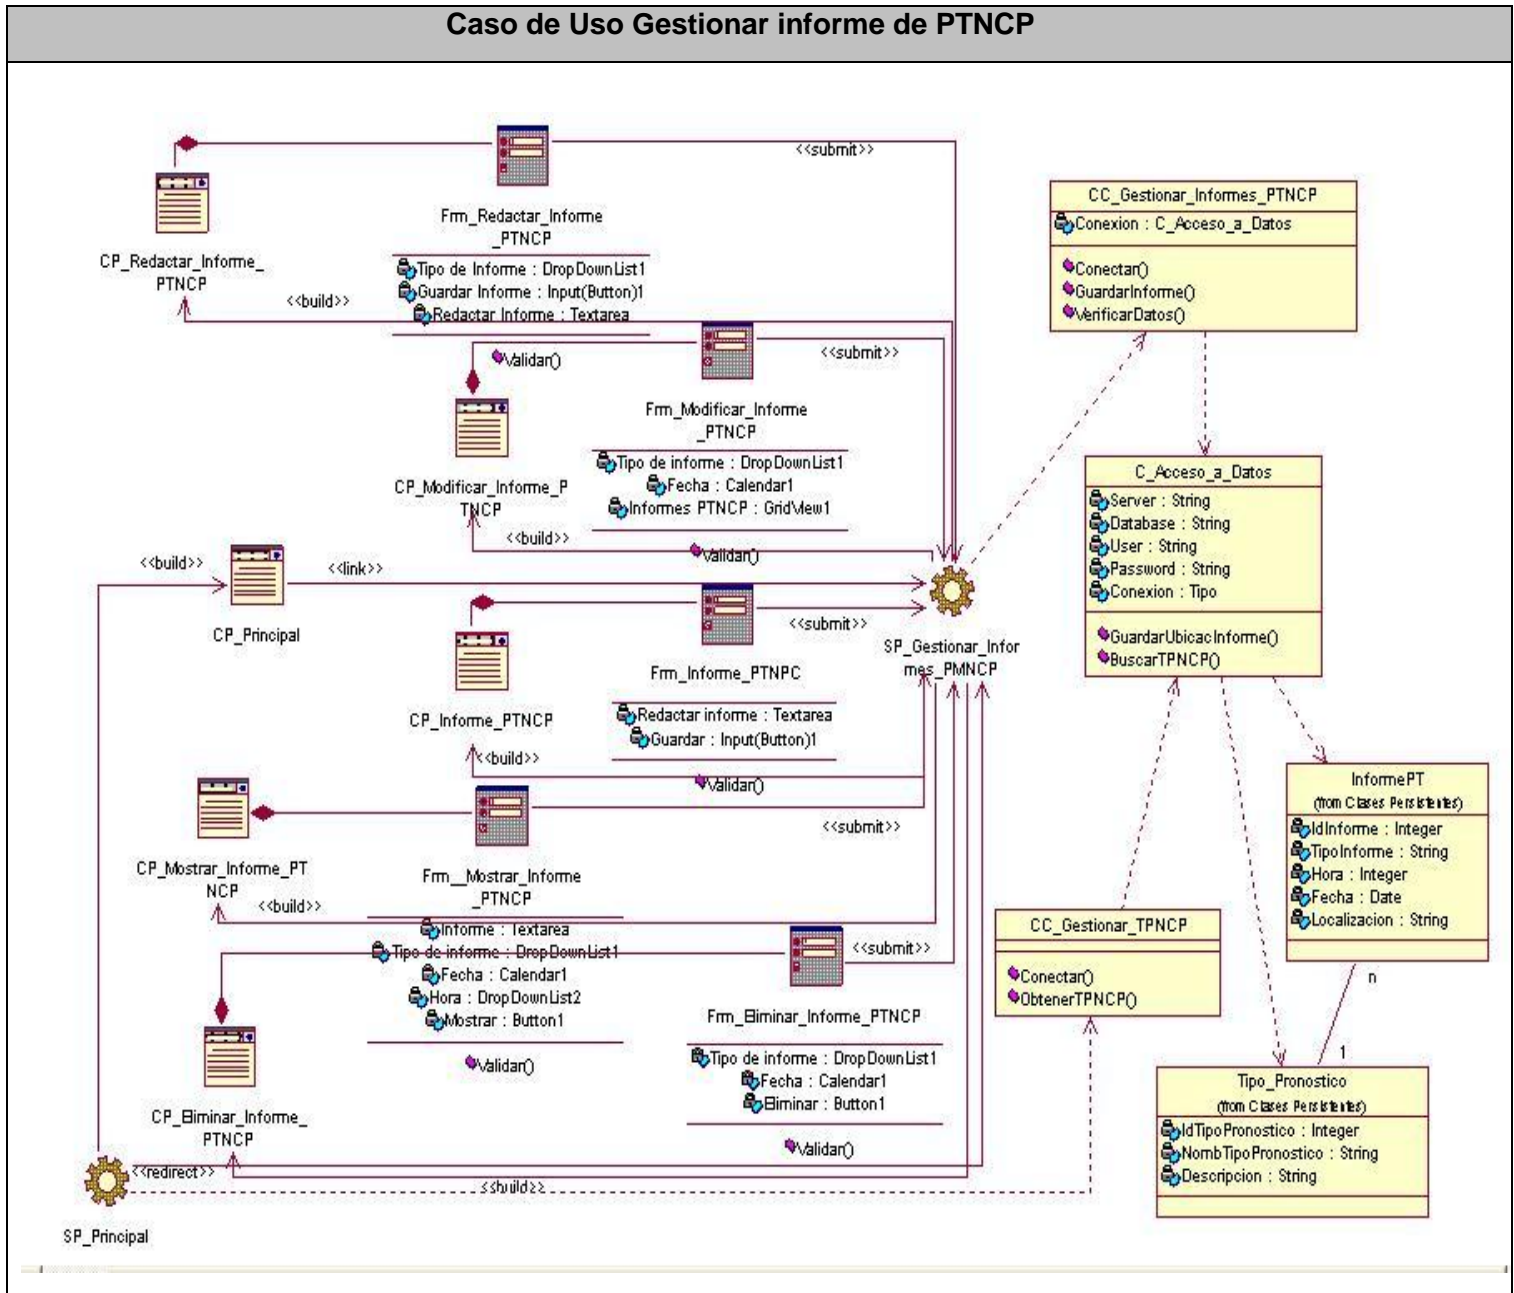 Caso de Uso Gestionar informe de PTNCP
<<submit>>
CP_Redactar_Informe_
PTNCP
Frm_Redactar_Informe
_PTNCP
Tipo de Informe : DropDownList1
Guardar Informe : Input(Button)1
Redactar Informe : Textarea
Validar()
<<build>>
<<submit>>
CP_Modificar_Informe_P
TNCP
Frm_Modificar_Informe
_PTNCP
Tipo de informe : DropDownList1
Fecha : Calendar1
Informes PTNCP : GridView1
Validar()
<<build>>
<<build>>
CP_Principal
<<link>>
<<submit>>
SP_Gestionar_Infor
mes_PMNCP
CP_Informe_PTNCP
Frm_Informe_PTNPC
Redactar informe : Textarea
Guardar : Input(Button)1
Validar()
<<build>>
<<submit>>
CP_Mostrar_Informe_PT
NCP
Frm__Mostrar_Informe
_PTNCP
Informe : Textarea
Tipo de informe : DropDownList1
Fecha : Calendar1
Hora : DropDownList2
Mostrar : Button1
Validar()
<<build>>
<<submit>>
CP_Eliminar_Informe_
PTNCP
Frm_Eliminar_Informe_PTNCP
Tipo de informe : DropDownList1
Fecha : Calendar1
Eliminar : Button1
Validar()
<<redirect>>
<<build>>
SP_Principal
CC_Gestionar_Informes_PTNCP
Conexion : C_Acceso_a_Datos
Conectar()
GuardarInforme()
VerificarDatos()
C_Acceso_a_Datos
Server : String
Database : String
User : String
Password : String
Conexion : Tipo
GuardarUbicacInforme()
BuscarTPNCP()
InformePT
(from Clases Persistentes)
IdInforme : Integer
TipoInforme : String
Hora : Integer
Fecha : Date
Localizacion : String
n
1
CC_Gestionar_TPNCP
Conectar()
ObtenerTPNCP()
Tipo_Pronostico
(from Clases Persistentes)
IdTipoPronostico : Integer
NombTipoPronostico : String
Descripcion : String